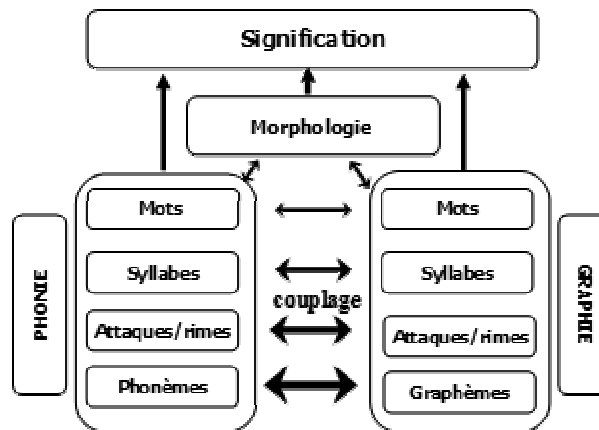 Signification
Morphologie
PHONIE
Mots
Syllabes
Attaques/rimes
Phonèmes
couplage
Mots
Syllabes
Attaques/rimes
Graphèmes
GRAPHIE